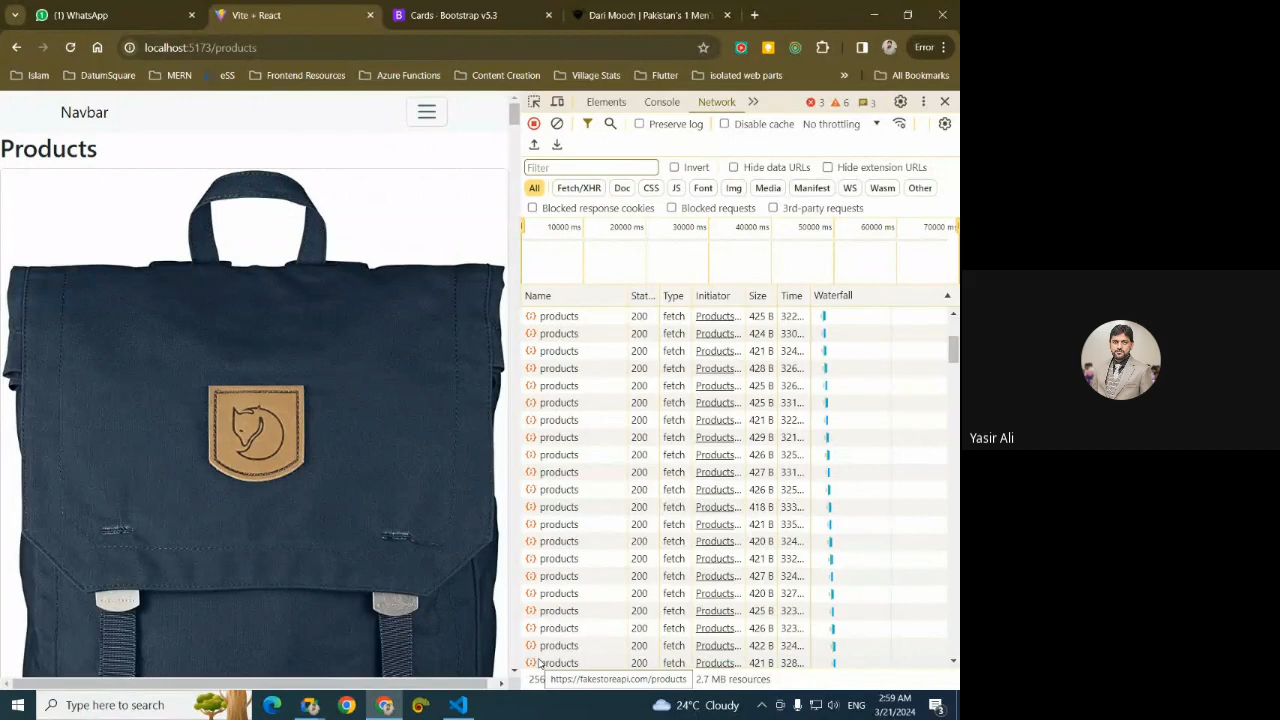 (1) WhatsApp
Vite + React
Cards · Bootstrap v5.3
Dari Mooch | Pakistan's 1 Men'
localhost:5173/products
Error
Islam
DatumSquare
MERN
eSS
Frontend Resources
Azure Functions
Content Creation
Village Stats
Flutter
isolated web parts
All Bookmarks
Navbar
Products
Elements
Console
Network
3
6
3
Preserve log
Disable cache
No throttling
Filter
Invert
Hide data URLs
Hide extension URLs
All
Fetch/XHR
Doc
CSS
JS
Font
Img
Media
Manifest
WS
Wasm
Other
Blocked response cookies
Blocked requests
3rd-party requests
10000 ms
20000 ms
30000 ms
40000 ms
50000 ms
60000 ms
70000 ms
Name Stat... Type Initiator Size Time Waterfall
products 200 fetch Products... 425 B 322...
products 200 fetch Products... 424 B 330...
products 200 fetch Products... 421 B 324...
products 200 fetch Products... 428 B 326...
products 200 fetch Products... 425 B 326...
products 200 fetch Products... 425 B 331...
products 200 fetch Products... 421 B 322...
products 200 fetch Products... 429 B 321...
products 200 fetch Products... 426 B 325...
products 200 fetch Products... 427 B 331...
products 200 fetch Products... 426 B 325...
products 200 fetch Products... 418 B 333...
products 200 fetch Products... 421 B 335...
products 200 fetch Products... 420 B 324...
products 200 fetch Products... 421 B 332...
products 200 fetch Products... 427 B 324...
products 200 fetch Products... 420 B 327...
products 200 fetch Products... 425 B 323...
products 200 fetch Products... 426 B 323...
products 200 fetch Products... 422 B 324...
products 200 fetch Products... 421 B 328...
256
https://fakestoreapi.com/products
2.7 MB resources
Yasir Ali
Type here to search
24°C Cloudy
ENG
2:59 AM
3/21/2024
3